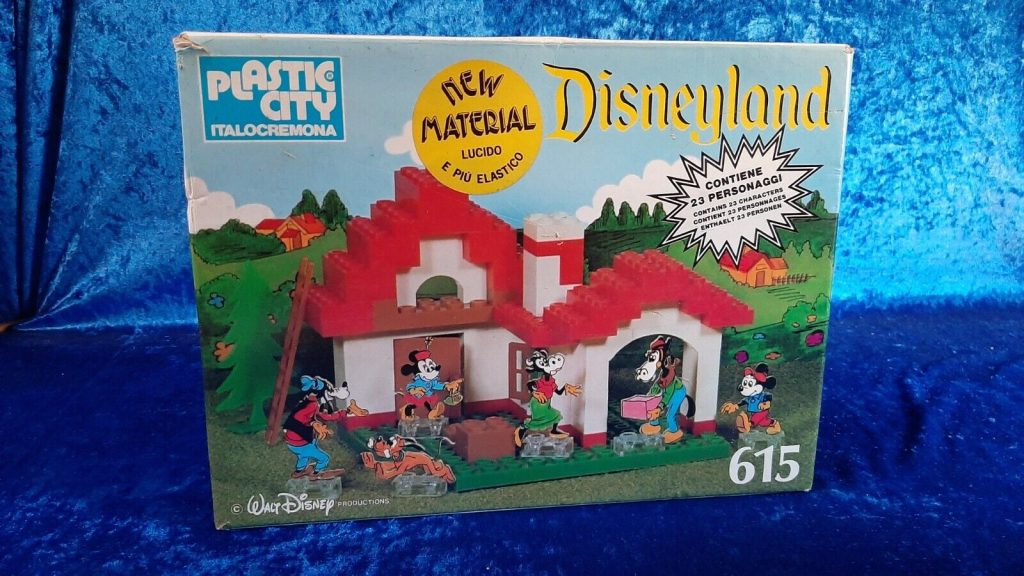 PLASTIC
CITY
ITALOCREMONA
NEW
MATERIAL
LUCIDO
E PIÙ ELASTICO
Disneyland
CONTIENE
23 PERSONAGGI
CONTAINS 23 CHARACTERS
CONTIENT 23 PERSONNAGES
ENTHAELT 23 PERSONEN
615
© WALT DISNEY PRODUCTIONS